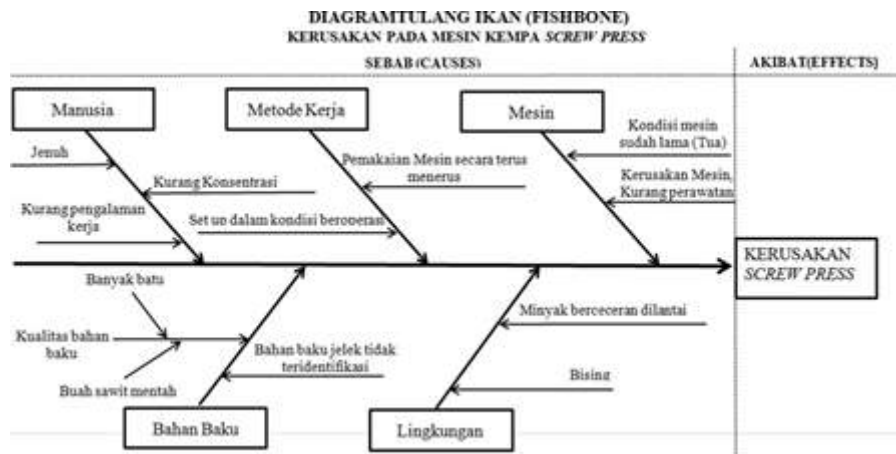 DIAGRAMTULANG IKAN (FISHBONE)
KERUSAKAN PADA MESIN KEMPA SCREW PRESS
SEBAB (CAUSES)
AKIBAT(EFFECTS)
Manusia
Metode Kerja
Mesin
Kondisi mesin
sudah lama (Tua)
Jenuh
Pemakaian Mesin secara terus
menerus
Kerusakan Mesin,
Kurang perawatan
Kurang Konsentrasi
Kurang pengalaman
kerja
Set up dalam kondisi beroperasi
KERUSAKAN
SCREW PRESS
Banyak batu
Minyak berceceran dilantai
Kualitas bahan
baku
Bahan baku jelek tidak
teridentifikasi
Buah sawit mentah
Bising
Bahan Baku
Lingkungan